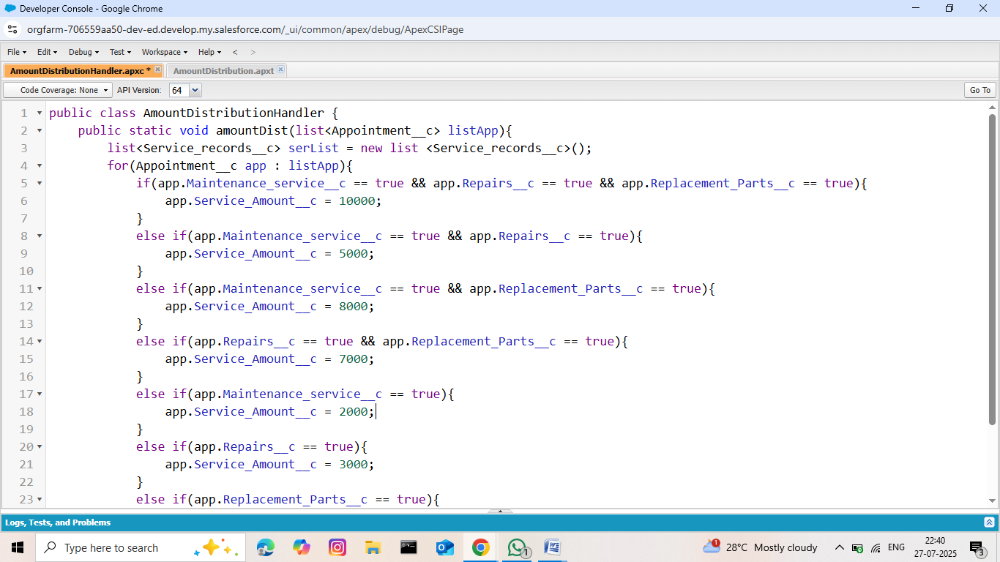 Developer Console - Google Chrome
orgfarm-706559aa50-dev-ed.develop.my.salesforce.com/_ui/common/apex/debug/ApexCSIPage
File Edit Debug Test Workspace Help < >
AmountDistributionHandler.apxc * AmountDistribution.apxt
Code Coverage: None API Version: 64 Go To
1 public class AmountDistributionHandler {
2 public static void amountDist(list<Appointment__c> listApp){
3 list<Service_records__c> serList = new list <Service_records__c>();
4 for(Appointment__c app : listApp){
5 if(app.Maintenance_service__c == true && app.Repairs__c == true && app.Replacement_Parts__c == true){
6 app.Service_Amount__c = 10000;
7 }
8 else if(app.Maintenance_service__c == true && app.Repairs__c == true){
9 app.Service_Amount__c = 5000;
10 }
11 else if(app.Maintenance_service__c == true && app.Replacement_Parts__c == true){
12 app.Service_Amount__c = 8000;
13 }
14 else if(app.Repairs__c == true && app.Replacement_Parts__c == true){
15 app.Service_Amount__c = 7000;
16 }
17 else if(app.Maintenance_service__c == true){
18 app.Service_Amount__c = 2000;
19 }
20 else if(app.Repairs__c == true){
21 app.Service_Amount__c = 3000;
22 }
23 else if(app.Replacement_Parts__c == true){
Logs, Tests, and Problems
Type here to search 1 1 28°C Mostly cloudy ENG 22:40
27-07-2025 3